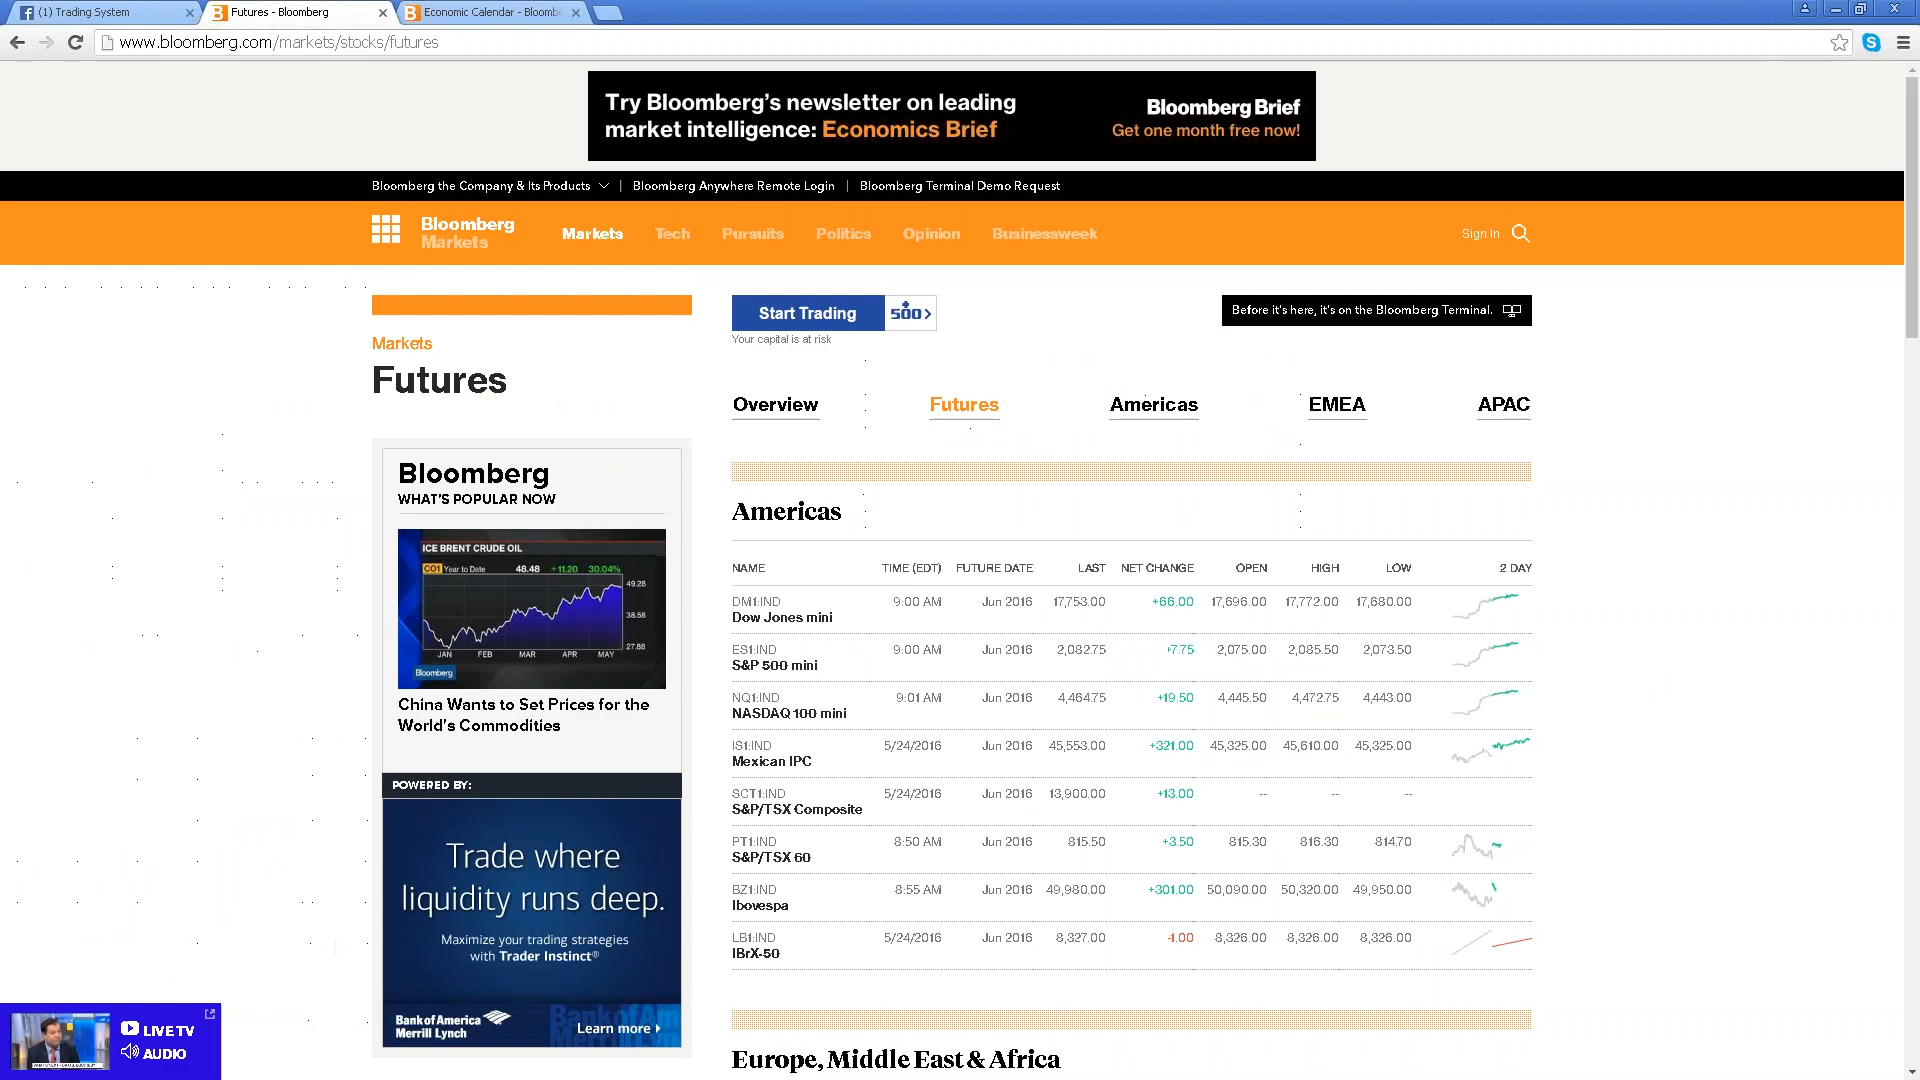 (1) Trading System
Futures - Bloomberg
Economic Calendar - Bloombe
www.bloomberg.com/markets/stocks/futures
Try Bloomberg's newsletter on leading
market intelligence: Economics Brief
Bloomberg Brief
Get one month free now!
Bloomberg the Company & Its Products | Bloomberg Anywhere Remote Login | Bloomberg Terminal Demo Request
Bloomberg
Markets
Markets Tech Pursuits Politics Opinion Businessweek
Sign In
Start Trading 500>
Your capital is at risk
Before it's here, it's on the Bloomberg Terminal.
Markets
Futures
Overview Futures Americas EMEA APAC
Bloomberg
WHAT'S POPULAR NOW
ICE BRENT CRUDE OIL
CO1 Year to Date 48.48 +11.20 30.04%
49.28
38.58
27.88
JAN FEB MAR APR MAY
Bloomberg
China Wants to Set Prices for the
World's Commodities
POWERED BY:
Trade where
liquidity runs deep.
Maximize your trading strategies
with Trader Instinct®
Bank of America
Merrill Lynch
Learn more
LIVE TV
AUDIO
Americas
NAME TIME (EDT) FUTURE DATE LAST NET CHANGE OPEN HIGH LOW 2 DAY
DM1:IND 9:00 AM Jun 2016 17,753.00 +66.00 17,696.00 17,772.00 17,680.00
Dow Jones mini
ES1:IND 9:00 AM Jun 2016 2,082.75 +7.75 2,075.00 2,085.50 2,073.50
S&P 500 mini
NQ1:IND 9:01 AM Jun 2016 4,464.75 +19.50 4,445.50 4,472.75 4,443.00
NASDAQ 100 mini
IS1:IND 5/24/2016 Jun 2016 45,553.00 +321.00 45,325.00 45,610.00 45,325.00
Mexican IPC
SCT1:IND 5/24/2016 Jun 2016 13,900.00 +13.00 -- -- --
S&P/TSX Composite
PT1:IND 8:50 AM Jun 2016 815.50 +3.50 815.30 816.30 814.70
S&P/TSX 60
BZ1:IND 8:55 AM Jun 2016 49,980.00 +301.00 50,090.00 50,320.00 49,950.00
Ibovespa
LB1:IND 5/24/2016 Jun 2016 8,327.00 -1.00 8,326.00 8,326.00 8,326.00
IBrX-50
Europe, Middle East & Africa